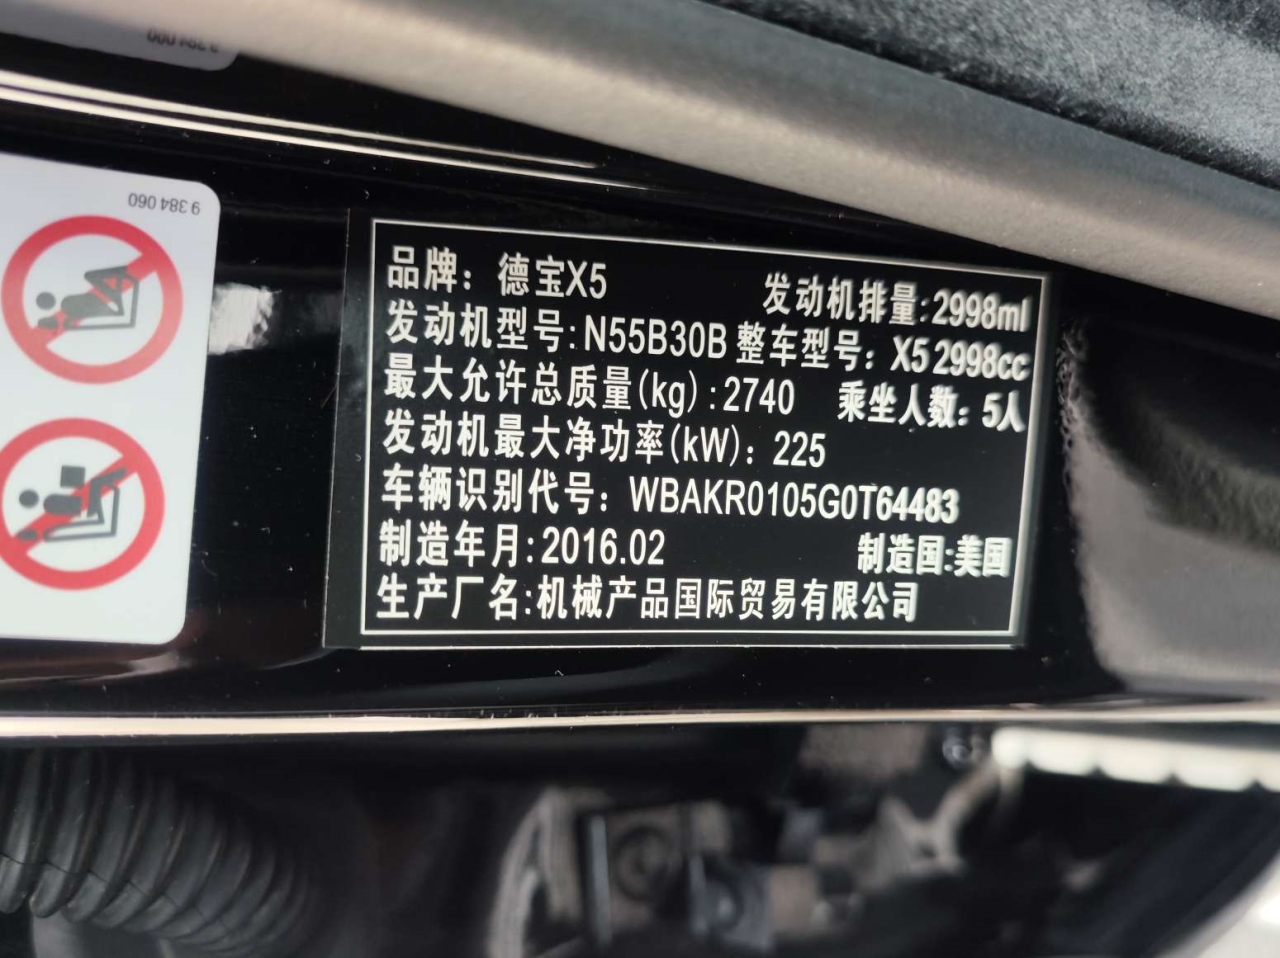 9 384 060
品牌：德宝X5 发动机排量:2998ml
发动机型号:N55B30B 整车型号：X5 2998cc
最大允许总质量(kg):2740 乘坐人数：5人
发动机最大净功率(kW)：225
车辆识别代号：WBAKR0105G0T64483
制造年月:2016.02 制造国:美国
生产厂名:机械产品国际贸易有限公司